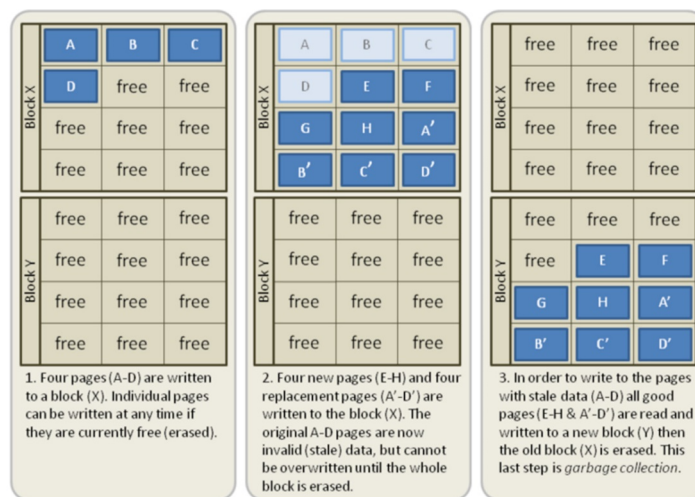 Block X
A B C
D free free
free free free
free free free
Block Y
free free free
free free free
free free free
free free free
1. Four pages (A-D) are written
to a block (X). Individual pages
can be written at any time if
they are currently free (erased).
Block X
A B C
D E F
G H A′
B′ C′ D′
Block Y
free free free
free free free
free free free
free free free
2. Four new pages (E-H) and four
replacement pages (A′-D′) are
written to the block (X). The
original A-D pages are now
invalid (stale) data, but cannot
be overwritten until the whole
block is erased.
Block X
free free free
free free free
free free free
free free free
Block Y
free free free
free E F
G H A′
B′ C′ D′
3. In order to write to the pages
with stale data (A-D) all good
pages (E-H & A′-D′) are read and
written to a new block (Y) then
the old block (X) is erased. This
last step is garbage collection.